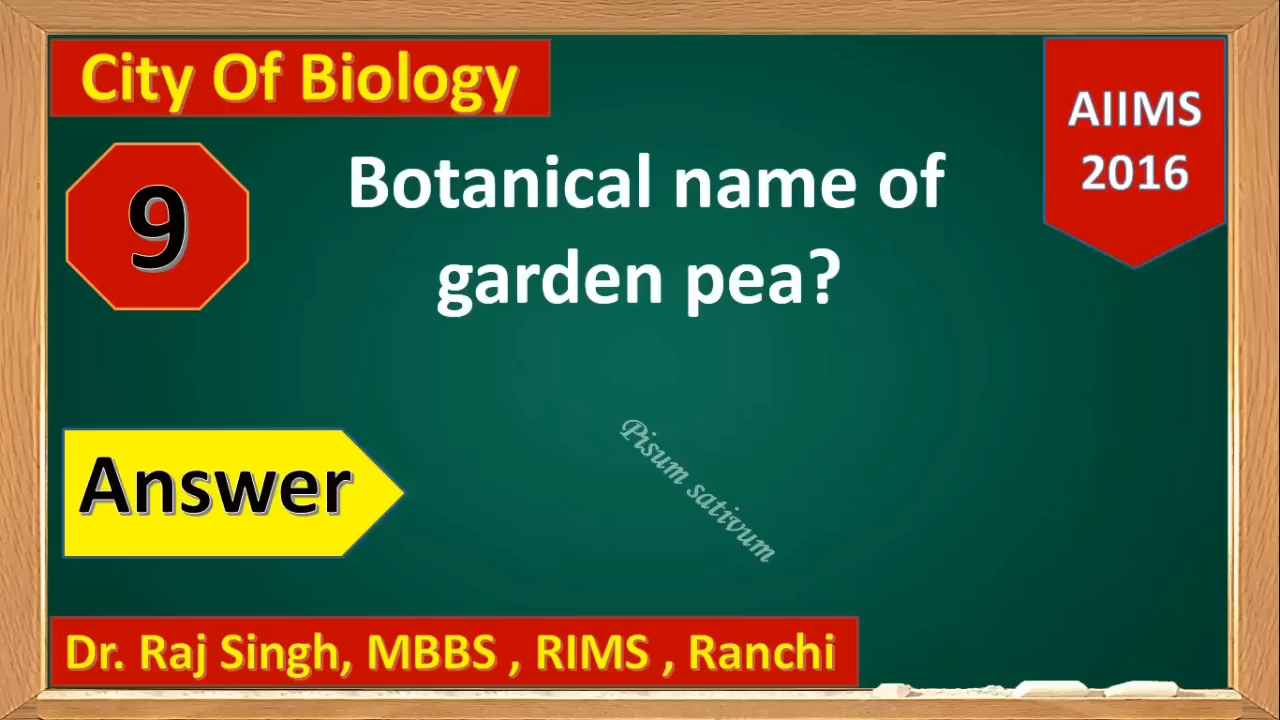 City Of Biology
AIIMS
2016
9
Botanical name of
garden pea?
Pisum sativum
Answer
Dr. Raj Singh, MBBS , RIMS , Ranchi